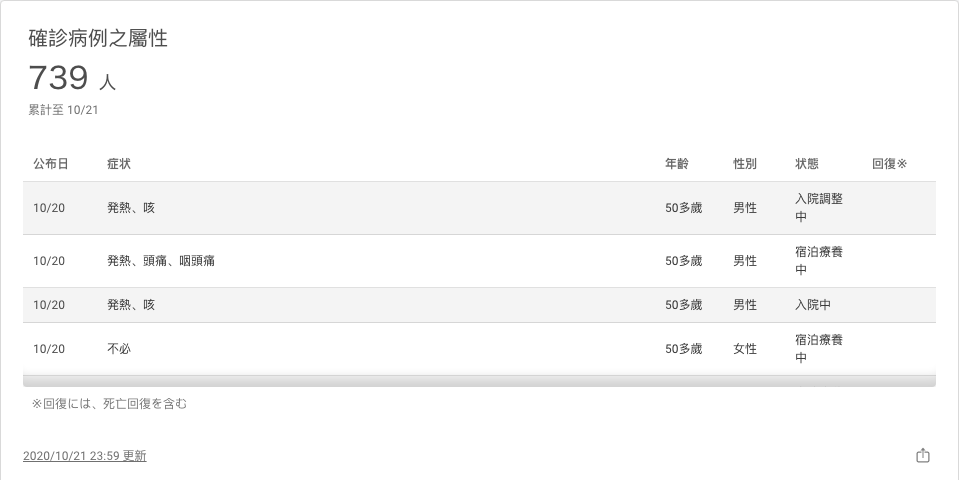 確診病例之屬性
739 人
累計至 10/21
公布日 症状 年齢 性別 状態 回復※
10/20 発熱、咳 50多歲 男性 入院調整
中
10/20 発熱、頭痛、咽頭痛 50多歲 男性 宿泊療養
中
10/20 発熱、咳 50多歲 男性 入院中
10/20 不必 50多歲 女性 宿泊療養
中
※回復には、死亡回復を含む
2020/10/21 23:59 更新